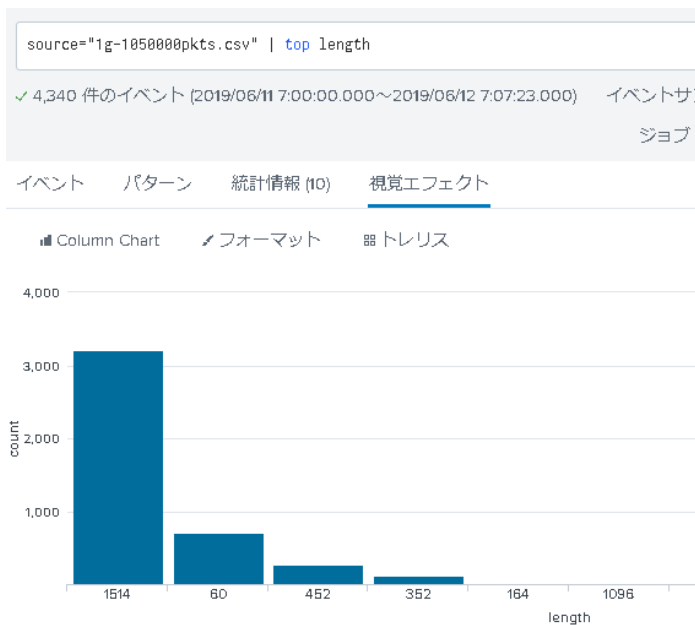 source="1g-1050000pkts.csv" | top length
✓ 4,340 件のイベント (2019/06/11 7:00:00.000～2019/06/12 7:07:23.000) イベントサ
ジョブ
イベント パターン 統計情報 (10) 視覚エフェクト
Column Chart フォーマット トレリス
4,000
3,000
2,000
1,000
count
1514 60 452 352 164 1096
length